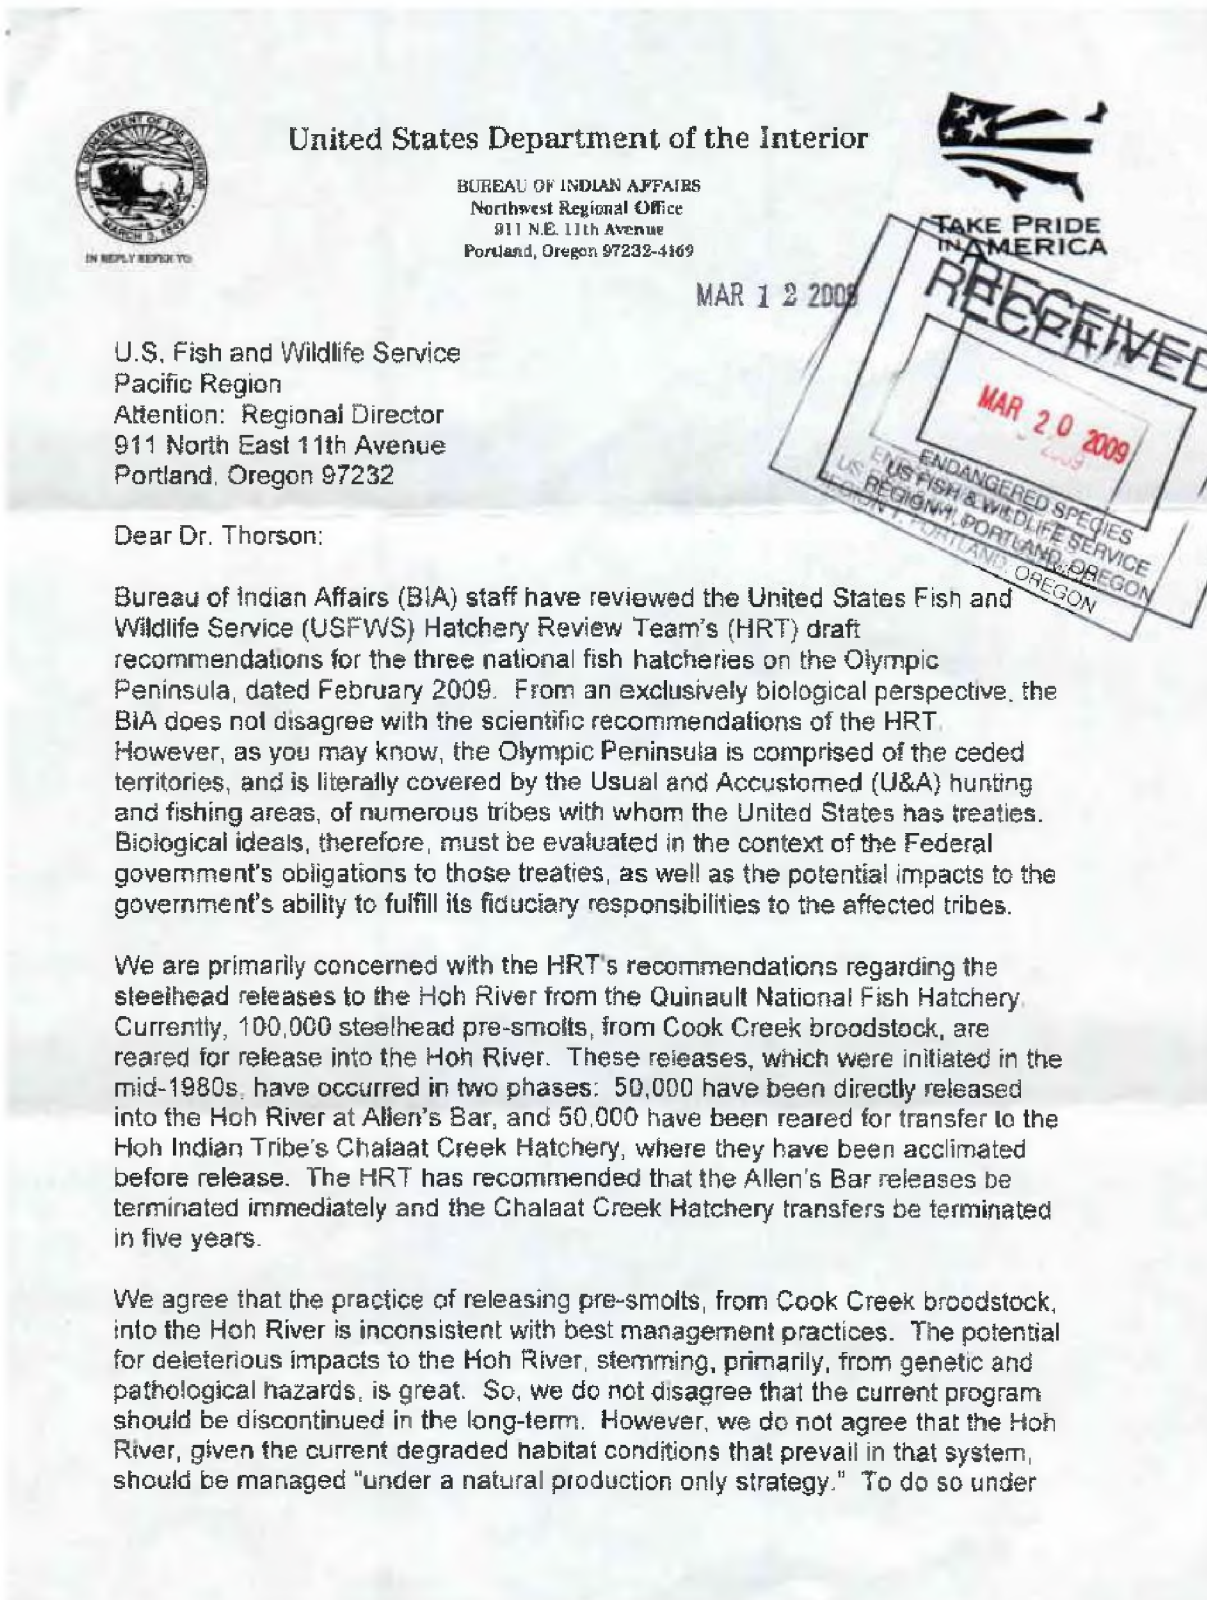 United States Department of the Interior
BUREAU OF INDIAN AFFAIRS
Northwest Regional Office
911 N.E. 11th Avenue
Portland, Oregon 97232-4169
U.S. DEPARTMENT OF THE INTERIOR
MARCH 3, 1849
IN REPLY REFER TO
TAKE PRIDE
IN AMERICA
MAR 12 2009
RECEIVED
MAR 20 2009
ENDANGERED SPECIES
US FISH & WILDLIFE SERVICE
REGION 1, PORTLAND, OREGON
U.S. Fish and Wildlife Service
Pacific Region
Attention: Regional Director
911 North East 11th Avenue
Portland, Oregon 97232
Dear Dr. Thorson:
Bureau of Indian Affairs (BIA) staff have reviewed the United States Fish and
Wildlife Service (USFWS) Hatchery Review Team's (HRT) draft
recommendations for the three national fish hatcheries on the Olympic
Peninsula, dated February 2009. From an exclusively biological perspective, the
BIA does not disagree with the scientific recommendations of the HRT.
However, as you may know, the Olympic Peninsula is comprised of the ceded
territories, and is literally covered by the Usual and Accustomed (U&A) hunting
and fishing areas, of numerous tribes with whom the United States has treaties.
Biological ideals, therefore, must be evaluated in the context of the Federal
government's obligations to those treaties, as well as the potential impacts to the
government's ability to fulfill its fiduciary responsibilities to the affected tribes.
We are primarily concerned with the HRT's recommendations regarding the
steelhead releases to the Hoh River from the Quinault National Fish Hatchery.
Currently, 100,000 steelhead pre-smolts, from Cook Creek broodstock, are
reared for release into the Hoh River. These releases, which were initiated in the
mid-1980s, have occurred in two phases: 50,000 have been directly released
into the Hoh River at Allen's Bar, and 50,000 have been reared for transfer to the
Hoh Indian Tribe's Chalaat Creek Hatchery, where they have been acclimated
before release. The HRT has recommended that the Allen's Bar releases be
terminated immediately and the Chalaat Creek Hatchery transfers be terminated
in five years.
We agree that the practice of releasing pre-smolts, from Cook Creek broodstock,
into the Hoh River is inconsistent with best management practices. The potential
for deleterious impacts to the Hoh River, stemming, primarily, from genetic and
pathological hazards, is great. So, we do not disagree that the current program
should be discontinued in the long-term. However, we do not agree that the Hoh
River, given the current degraded habitat conditions that prevail in that system,
should be managed "under a natural production only strategy." To do so under